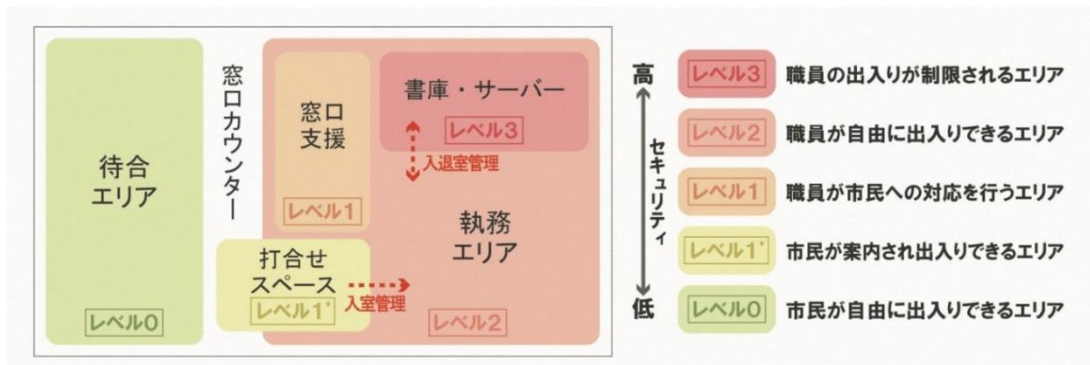 待合
エリア
レベル0
窓口カウンター
窓口
支援
レベル1
打合せ
スペース
レベル1'
入室管理
書庫・サーバー
レベル3
入退室管理
執務
エリア
レベル2
高
セキュリティ
低
レベル3 職員の出入りが制限されるエリア
レベル2 職員が自由に出入りできるエリア
レベル1 職員が市民への対応を行うエリア
レベル1' 市民が案内され出入りできるエリア
レベル0 市民が自由に出入りできるエリア